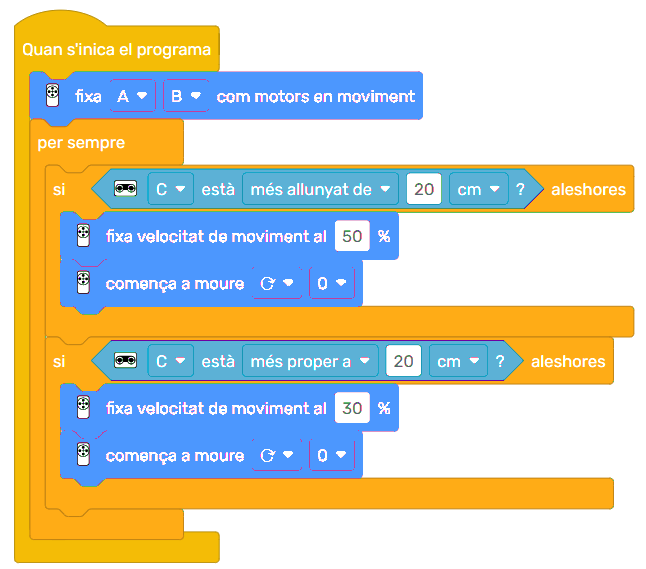 Quan s'inica el programa
fixa A B com motors en moviment
per sempre
si C està més allunyat de 20 cm ? aleshores
fixa velocitat de moviment al 50 %
comença a moure 0
si C està més proper a 20 cm ? aleshores
fixa velocitat de moviment al 30 %
comença a moure 0